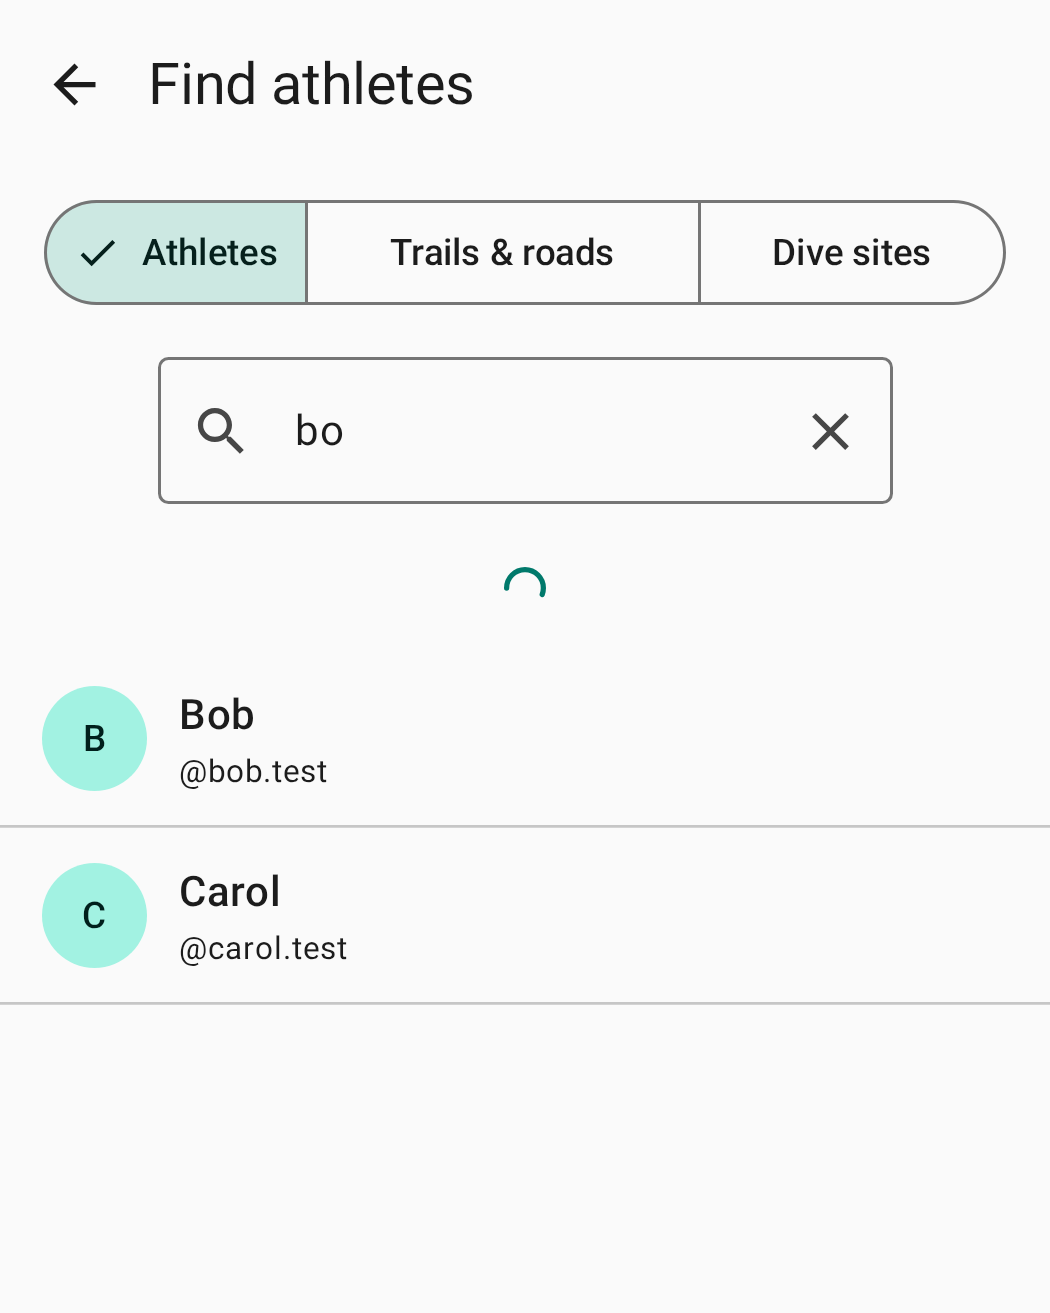 Find athletes
Athletes
Trails & roads
Dive sites
bo
B
Bob
@bob.test
C
Carol
@carol.test